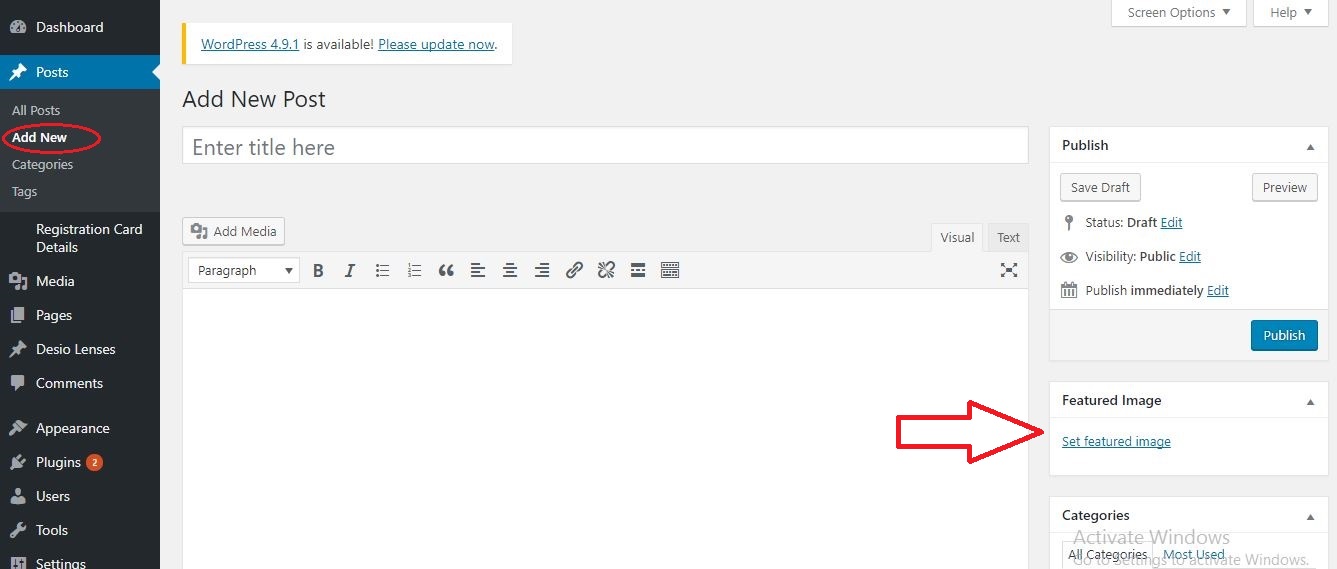 Dashboard
Posts
All Posts
Add New
Categories
Tags
Registration Card
Details
Media
Pages
Desio Lenses
Comments
Appearance
Plugins 2
Users
Tools
Settings
Screen Options
Help
WordPress 4.9.1 is available! Please update now.
Add New Post
Enter title here
Add Media
Visual
Text
Paragraph
B
I
Publish
Save Draft
Preview
Status: Draft Edit
Visibility: Public Edit
Publish immediately Edit
Publish
Featured Image
Set featured image
Categories
Activate Windows
All Categories
Most Used
Go to Settings to activate Windows.